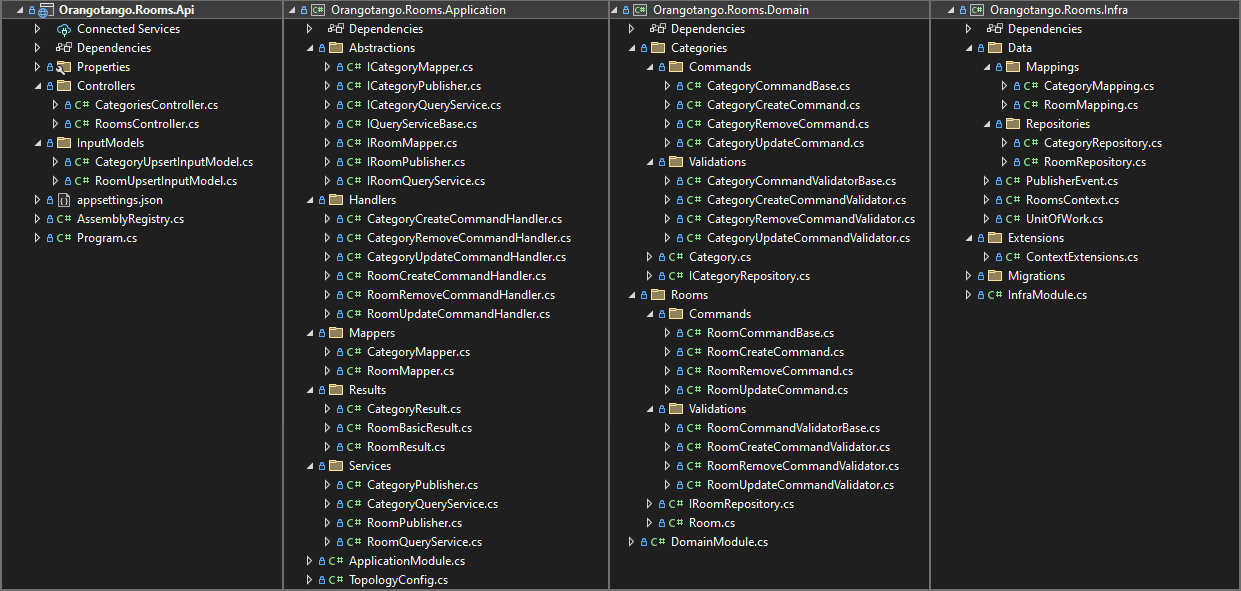 Orangotango.Rooms.Api
Connected Services
Dependencies
Properties
Controllers
C# CategoriesController.cs
C# RoomsController.cs
InputModels
C# CategoryUpsertInputModel.cs
C# RoomUpsertInputModel.cs
appsettings.json
C# AssemblyRegistry.cs
C# Program.cs
C# Orangotango.Rooms.Application
Dependencies
Abstractions
C# ICategoryMapper.cs
C# ICategoryPublisher.cs
C# ICategoryQueryService.cs
C# IQueryServiceBase.cs
C# IRoomMapper.cs
C# IRoomPublisher.cs
C# IRoomQueryService.cs
Handlers
C# CategoryCreateCommandHandler.cs
C# CategoryRemoveCommandHandler.cs
C# CategoryUpdateCommandHandler.cs
C# RoomCreateCommandHandler.cs
C# RoomRemoveCommandHandler.cs
C# RoomUpdateCommandHandler.cs
Mappers
C# CategoryMapper.cs
C# RoomMapper.cs
Results
C# CategoryResult.cs
C# RoomBasicResult.cs
C# RoomResult.cs
Services
C# CategoryPublisher.cs
C# CategoryQueryService.cs
C# RoomPublisher.cs
C# RoomQueryService.cs
C# ApplicationModule.cs
C# TopologyConfig.cs
C# Orangotango.Rooms.Domain
Dependencies
Categories
Commands
C# CategoryCommandBase.cs
C# CategoryCreateCommand.cs
C# CategoryRemoveCommand.cs
C# CategoryUpdateCommand.cs
Validations
C# CategoryCommandValidatorBase.cs
C# CategoryCreateCommandValidator.cs
C# CategoryRemoveCommandValidator.cs
C# CategoryUpdateCommandValidator.cs
C# Category.cs
C# ICategoryRepository.cs
Rooms
Commands
C# RoomCommandBase.cs
C# RoomCreateCommand.cs
C# RoomRemoveCommand.cs
C# RoomUpdateCommand.cs
Validations
C# RoomCommandValidatorBase.cs
C# RoomCreateCommandValidator.cs
C# RoomRemoveCommandValidator.cs
C# RoomUpdateCommandValidator.cs
C# IRoomRepository.cs
C# Room.cs
C# DomainModule.cs
C# Orangotango.Rooms.Infra
Dependencies
Data
Mappings
C# CategoryMapping.cs
C# RoomMapping.cs
Repositories
C# CategoryRepository.cs
C# RoomRepository.cs
C# PublisherEvent.cs
C# RoomsContext.cs
C# UnitOfWork.cs
Extensions
C# ContextExtensions.cs
Migrations
C# InfraModule.cs